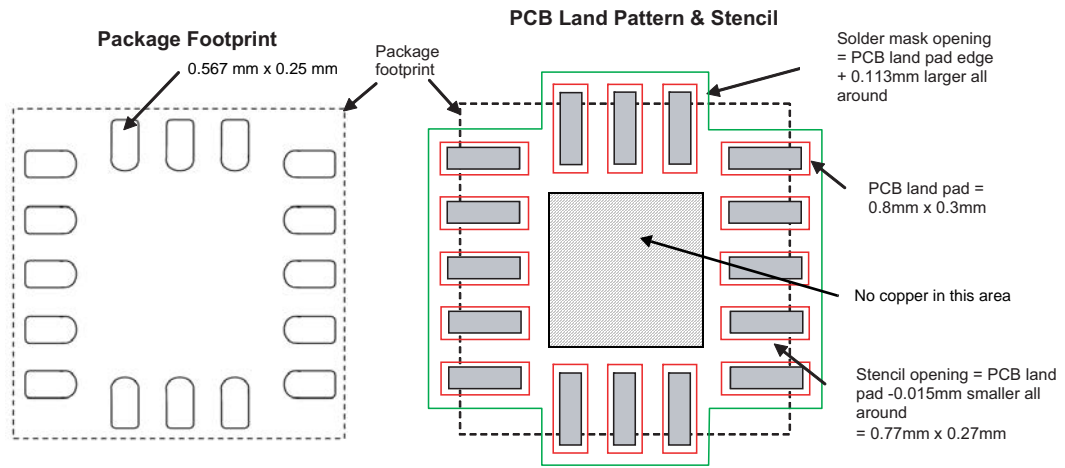 PCB Land Pattern & Stencil
Package Footprint
0.567 mm x 0.25 mm
Package
footprint
Solder mask opening
= PCB land pad edge
+ 0.113mm larger all
around
PCB land pad =
0.8mm x 0.3mm
No copper in this area
Stencil opening = PCB land
pad -0.015mm smaller all
around
= 0.77mm x 0.27mm